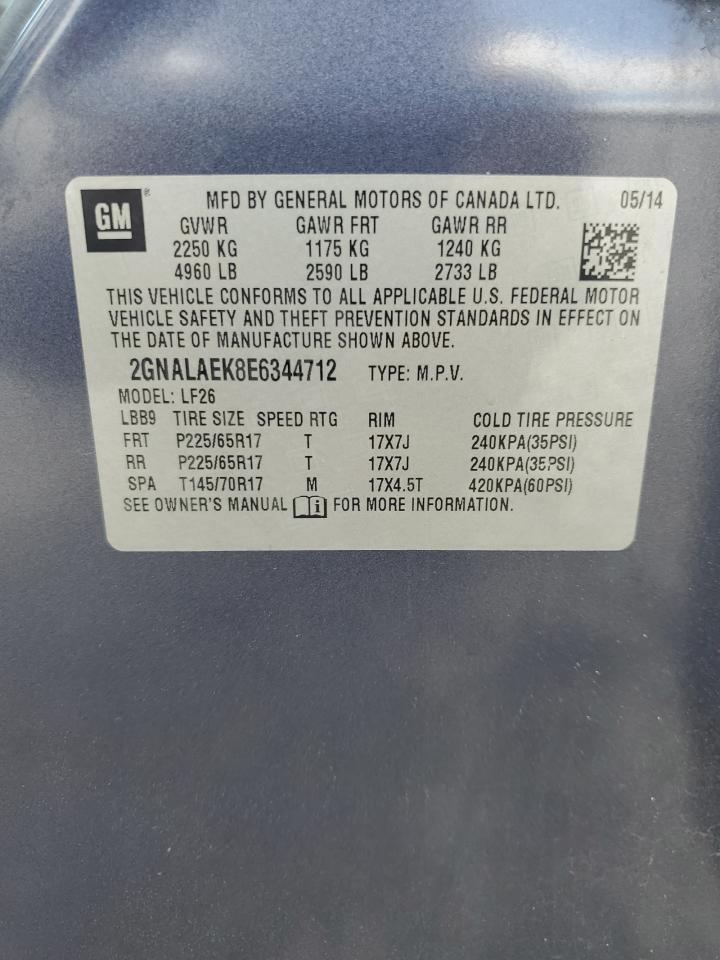 GM ® MFD BY GENERAL MOTORS OF CANADA LTD. 05/14
GVWR GAWR FRT GAWR RR
2250 KG 1175 KG 1240 KG
4960 LB 2590 LB 2733 LB
THIS VEHICLE CONFORMS TO ALL APPLICABLE U.S. FEDERAL MOTOR
VEHICLE SAFETY AND THEFT PREVENTION STANDARDS IN EFFECT ON
THE DATE OF MANUFACTURE SHOWN ABOVE.
2GNALAEK8E6344712 TYPE: M.P.V.
MODEL: LF26
LBB9 TIRE SIZE SPEED RTG RIM COLD TIRE PRESSURE
FRT P225/65R17 T 17X7J 240KPA(35PSI)
RR P225/65R17 T 17X7J 240KPA(35PSI)
SPA T145/70R17 M 17X4.5T 420KPA(60PSI)
SEE OWNER'S MANUAL i FOR MORE INFORMATION.